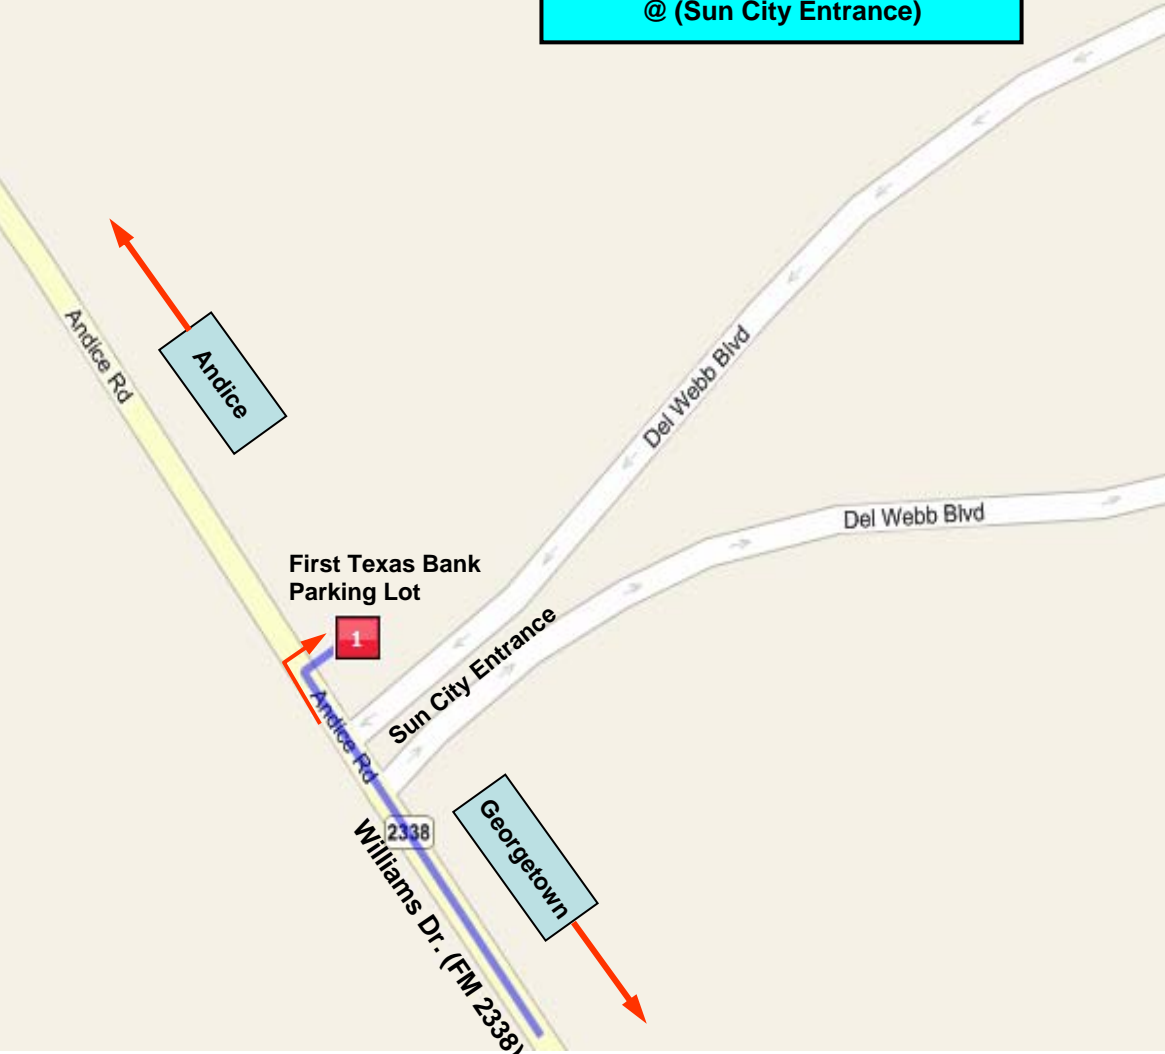 @ (Sun City Entrance)
Andice Rd
Andice
Del Webb Blvd
Del Webb Blvd
First Texas Bank
Parking Lot
1
Sun City Entrance
Andice Rd
2338
Georgetown
Williams Dr. (FM 2338)